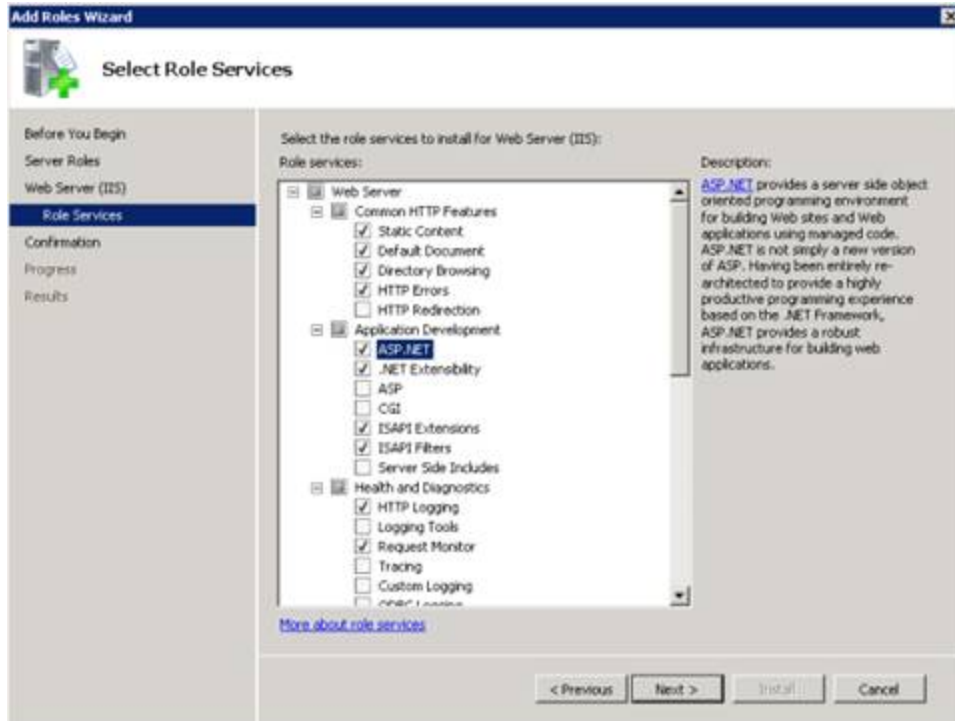 Add Roles Wizard
Select Role Services
Before You Begin
Server Roles
Web Server (IIS)
Role Services
Confirmation
Progress
Results
Select the role services to install for Web Server (IIS):
Role services:
Web Server
Common HTTP Features
Static Content
Default Document
Directory Browsing
HTTP Errors
HTTP Redirection
Application Development
ASP.NET
.NET Extensibility
ASP
CGI
ISAPI Extensions
ISAPI Filters
Server Side Includes
Health and Diagnostics
HTTP Logging
Logging Tools
Request Monitor
Tracing
Custom Logging
ODBC Logging
More about role services
Description:
ASP.NET provides a server side object
oriented programming environment
for building Web sites and Web
applications using managed code.
ASP.NET is not simply a new version
of ASP. Having been entirely re-
architected to provide a highly
productive programming experience
based on the .NET Framework,
ASP.NET provides a robust
infrastructure for building web
applications.
< Previous
Next >
Install
Cancel